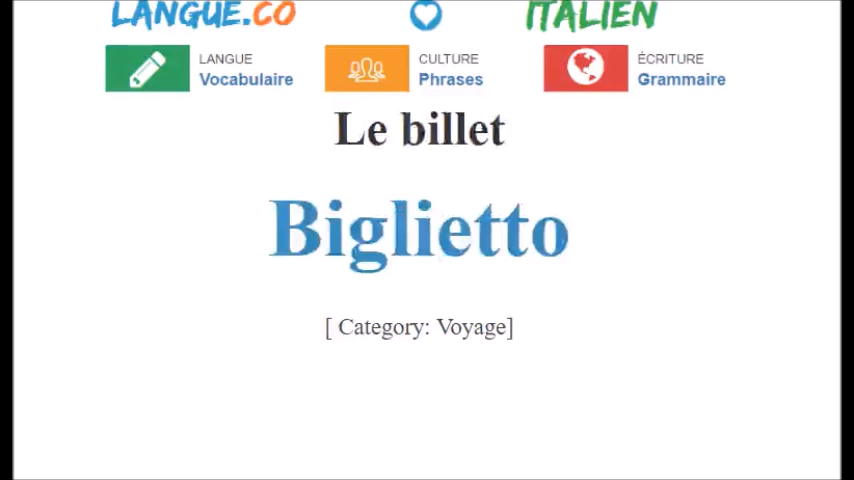 LANGUE.CO
ITALIEN
LANGUE
Vocabulaire
CULTURE
Phrases
ÉCRITURE
Grammaire
Le billet
Biglietto
[ Category: Voyage]